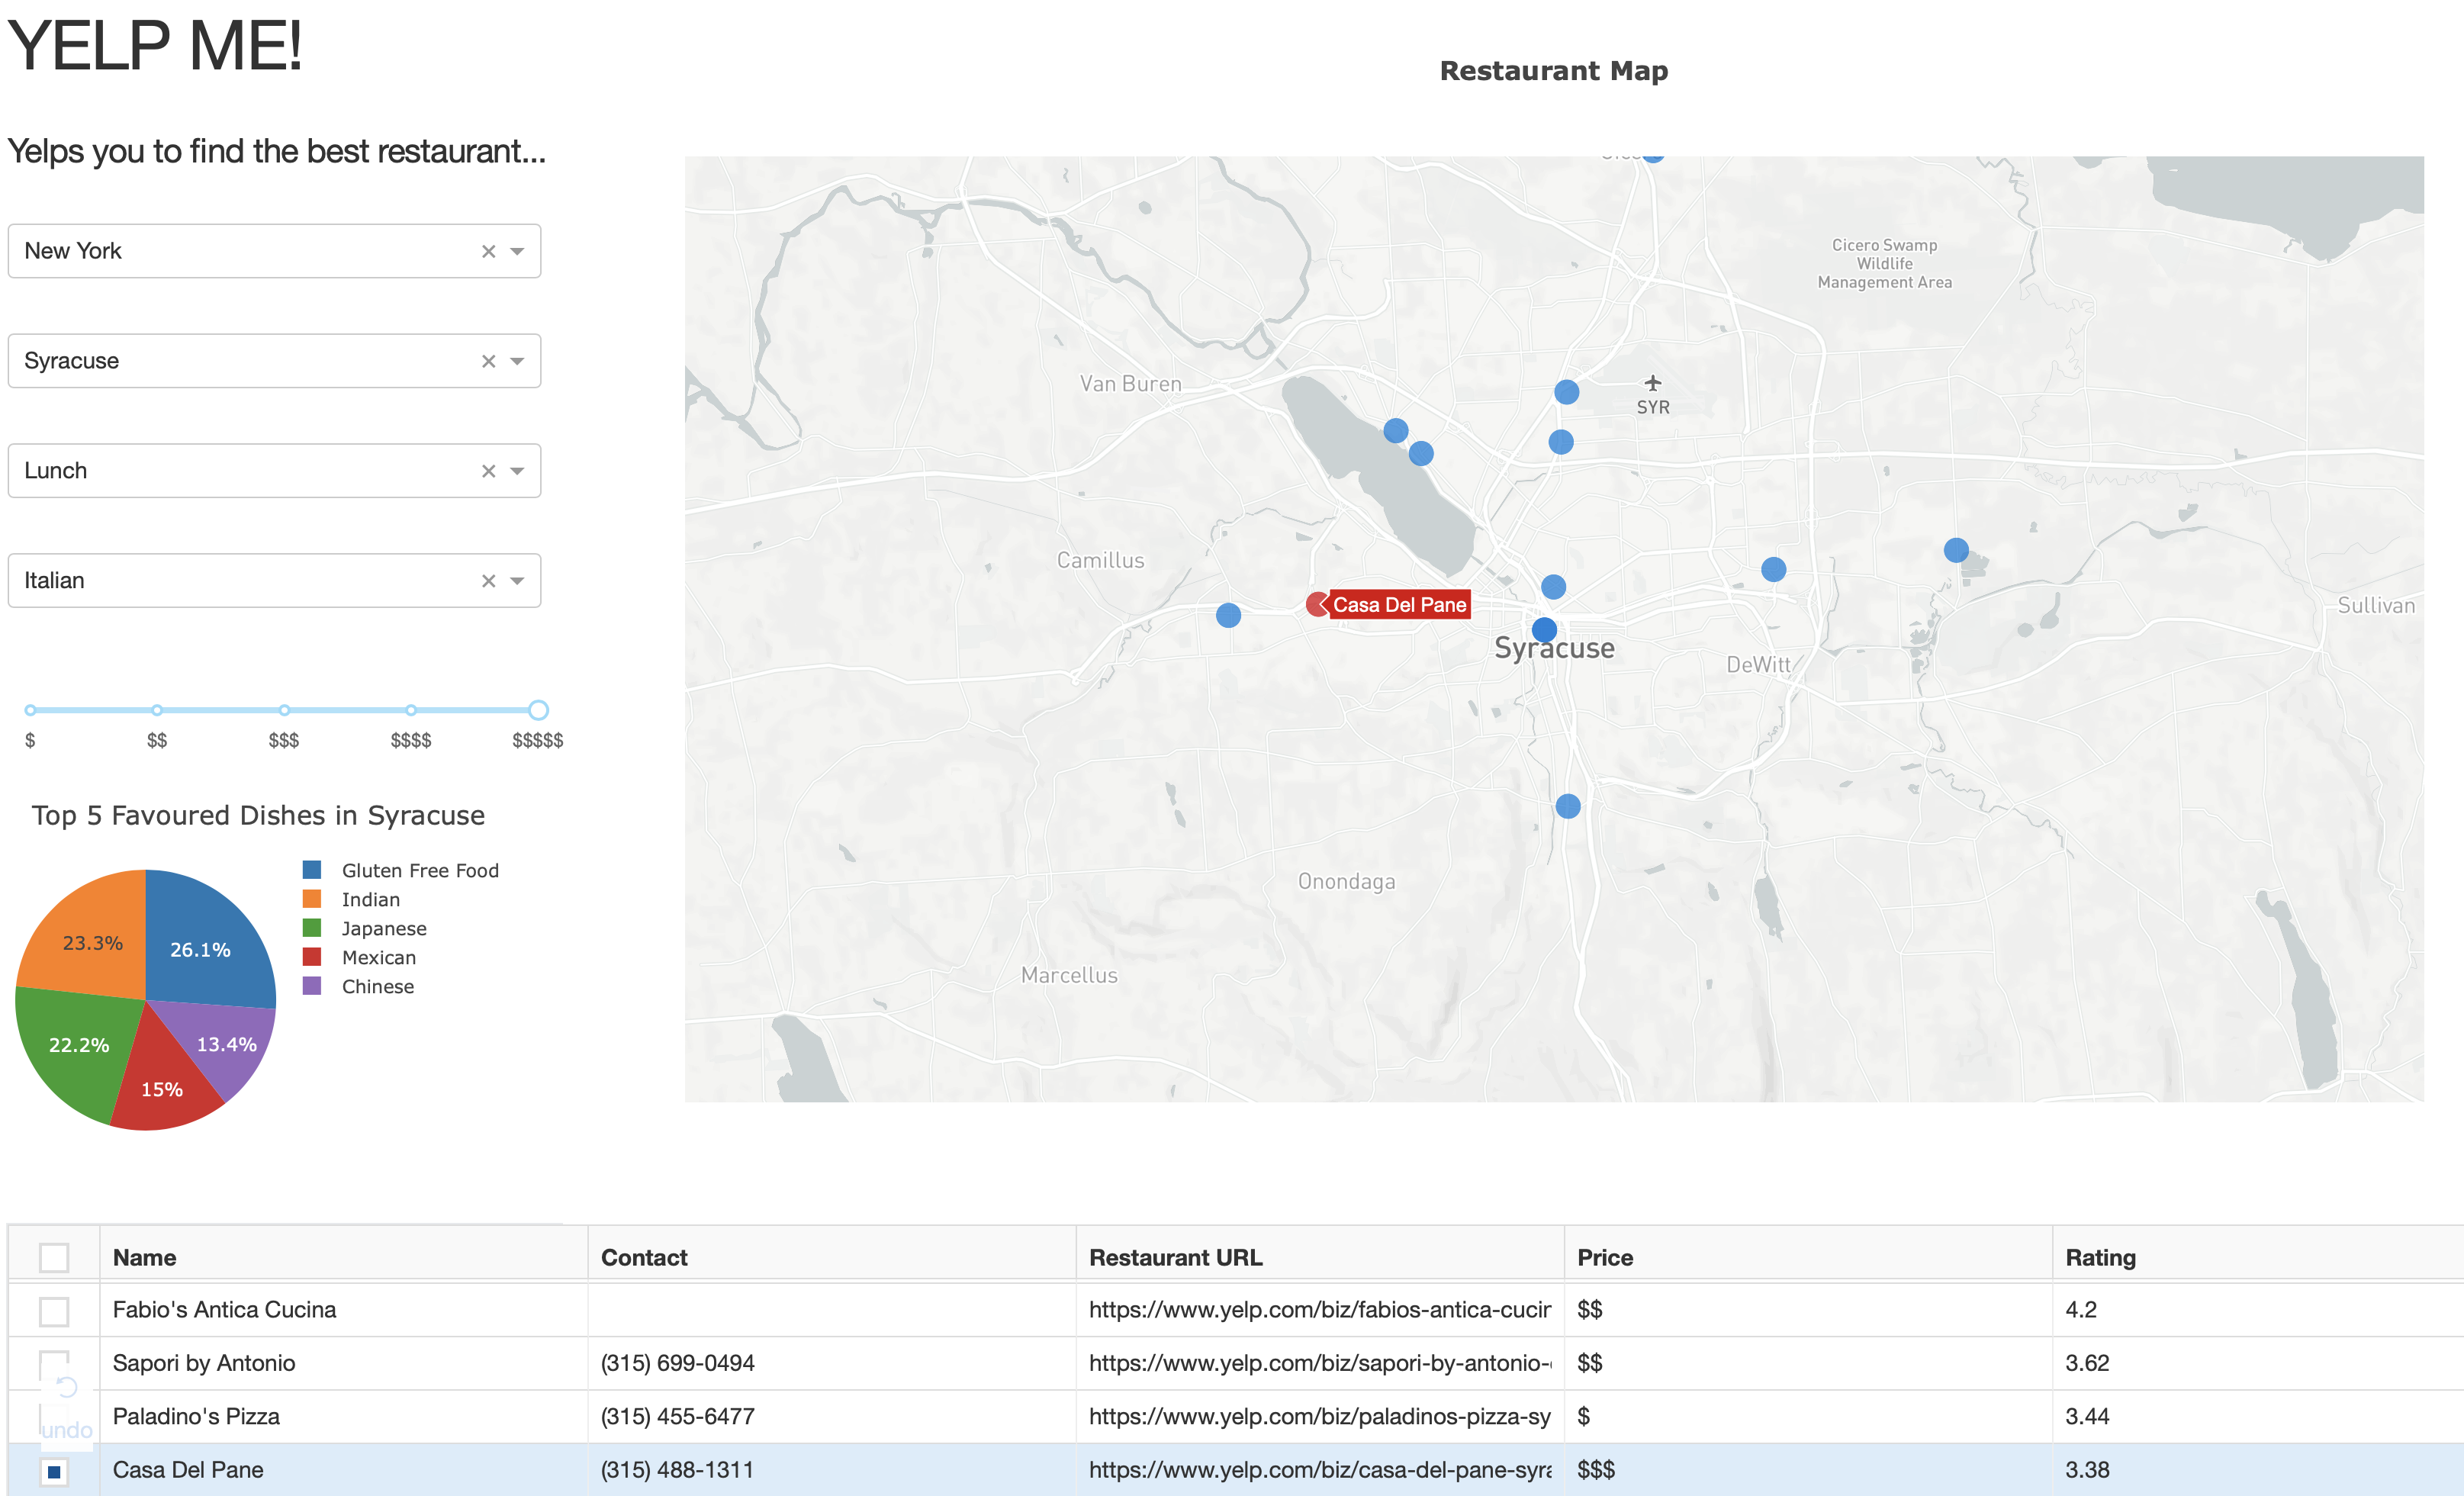 YELP ME!
Yelps you to find the best restaurant...
New York
Syracuse
Lunch
Italian
$ $$ $$$ $$$$ $$$$$
Top 5 Favoured Dishes in Syracuse
Gluten Free Food
Indian
Japanese
Mexican
Chinese
23.3%
26.1%
22.2%
13.4%
15%
Restaurant Map
Cicero Swamp
Wildlife
Management Area
Van Buren
SYR
Camillus
Casa Del Pane
Sullivan
Syracuse
DeWitt
Onondaga
Marcellus
Name Contact Restaurant URL Price Rating
Fabio's Antica Cucina https://www.yelp.com/biz/fabios-antica-cucin $$ 4.2
Sapori by Antonio (315) 699-0494 https://www.yelp.com/biz/sapori-by-antonio- $$ 3.62
Paladino's Pizza (315) 455-6477 https://www.yelp.com/biz/paladinos-pizza-sy $ 3.44
undo
Casa Del Pane (315) 488-1311 https://www.yelp.com/biz/casa-del-pane-syra $$$ 3.38